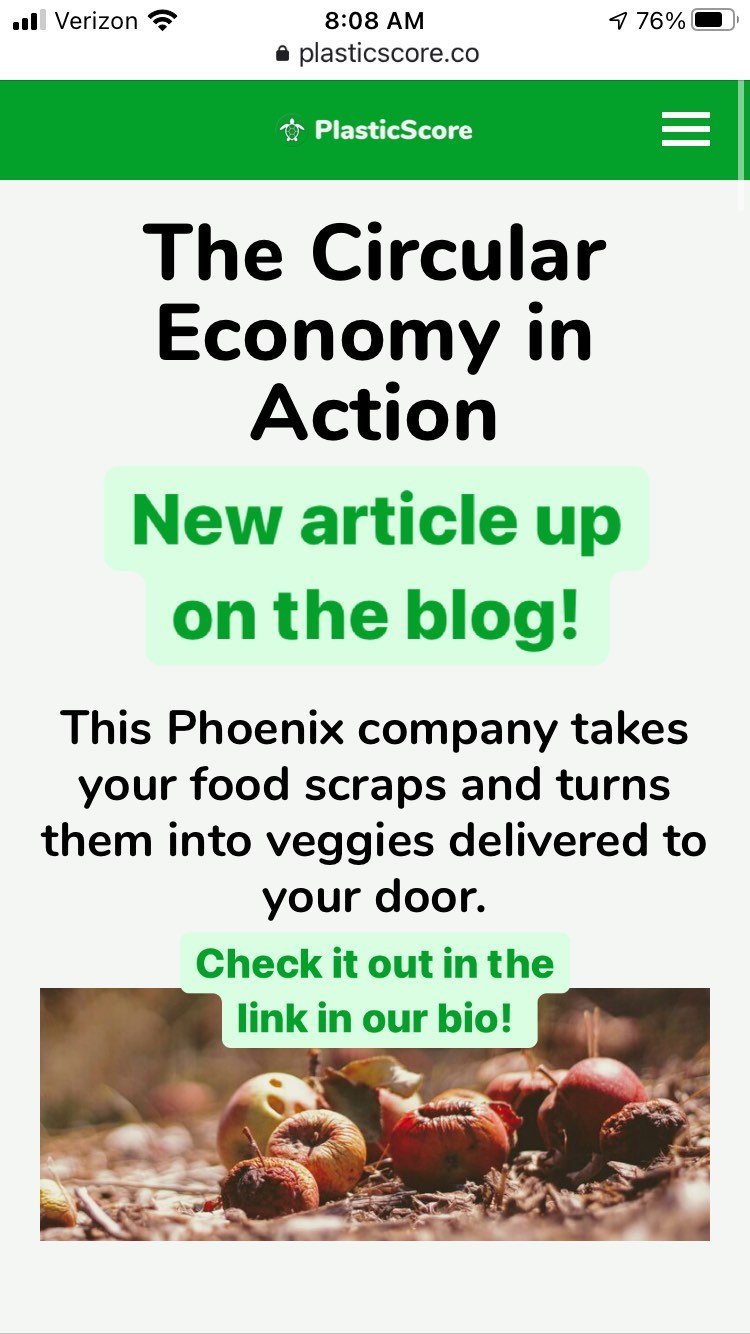 Verizon 8:08 AM 76%
plasticscore.co
PlasticScore
The Circular
Economy in
Action
New article up
on the blog!
This Phoenix company takes
your food scraps and turns
them into veggies delivered to
your door.
Check it out in the
link in our bio!